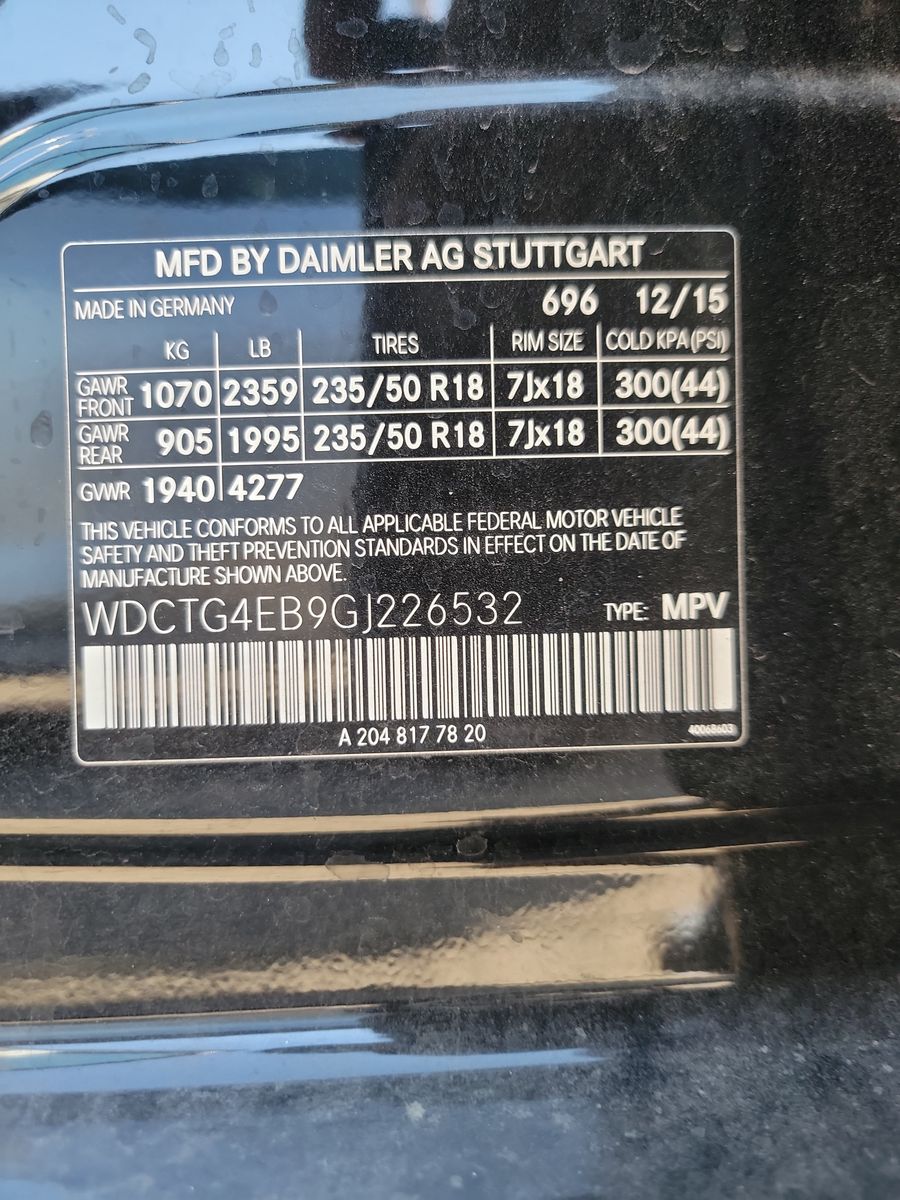 MFD BY DAIMLER AG STUTTGART
MADE IN GERMANY 696 12/15
KG LB TIRES RIM SIZE COLD KPA (PSI)
GAWR FRONT 1070 2359 235/50 R18 7Jx18 300(44)
GAWR REAR 905 1995 235/50 R18 7Jx18 300(44)
GVWR 1940 4277
THIS VEHICLE CONFORMS TO ALL APPLICABLE FEDERAL MOTOR VEHICLE
SAFETY AND THEFT PREVENTION STANDARDS IN EFFECT ON THE DATE OF
MANUFACTURE SHOWN ABOVE.
WDCTG4EB9GJ226532 TYPE: MPV
A 204 817 78 20 40068603